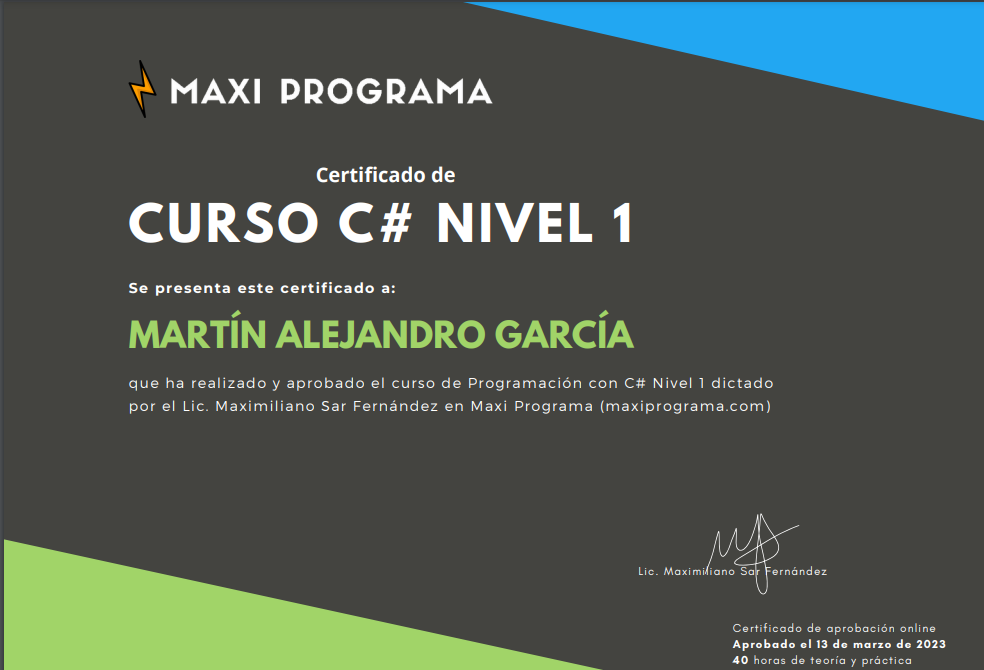 MAXI PROGRAMA
Certificado de
CURSO C# NIVEL 1
Se presenta este certificado a:
MARTÍN ALEJANDRO GARCÍA
que ha realizado y aprobado el curso de Programación con C# Nivel 1 dictado
por el Lic. Maximiliano Sar Fernández en Maxi Programa (maxiprograma.com)
Lic. Maximiliano Sar Fernández
Certificado de aprobación online
Aprobado el 13 de marzo de 2023
40 horas de teoría y práctica